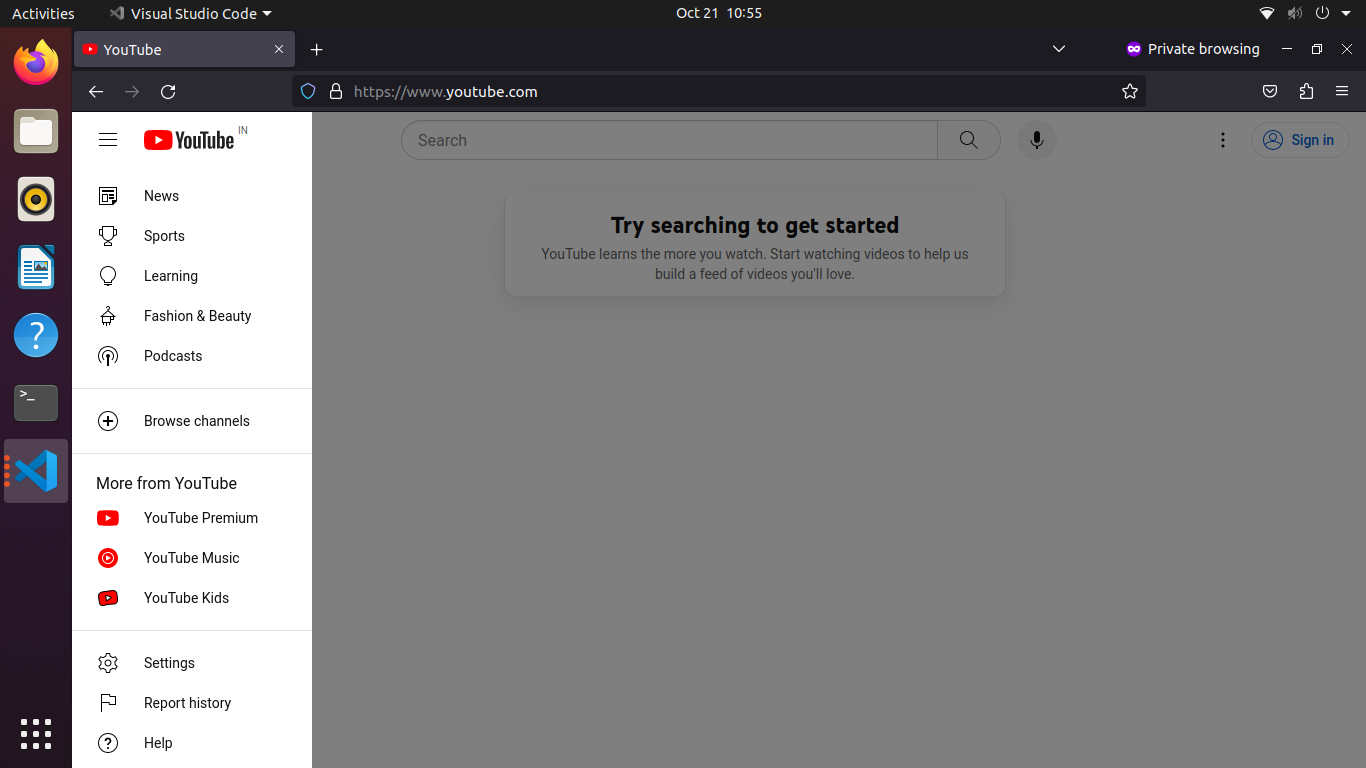 Activities
Visual Studio Code
Oct 21 10:55
YouTube
Private browsing
https://www.youtube.com
YouTube IN
Search
Sign in
News
Sports
Learning
Fashion & Beauty
Podcasts
Browse channels
More from YouTube
YouTube Premium
YouTube Music
YouTube Kids
Settings
Report history
Help
Try searching to get started
YouTube learns the more you watch. Start watching videos to help us
build a feed of videos you'll love.
?
>_